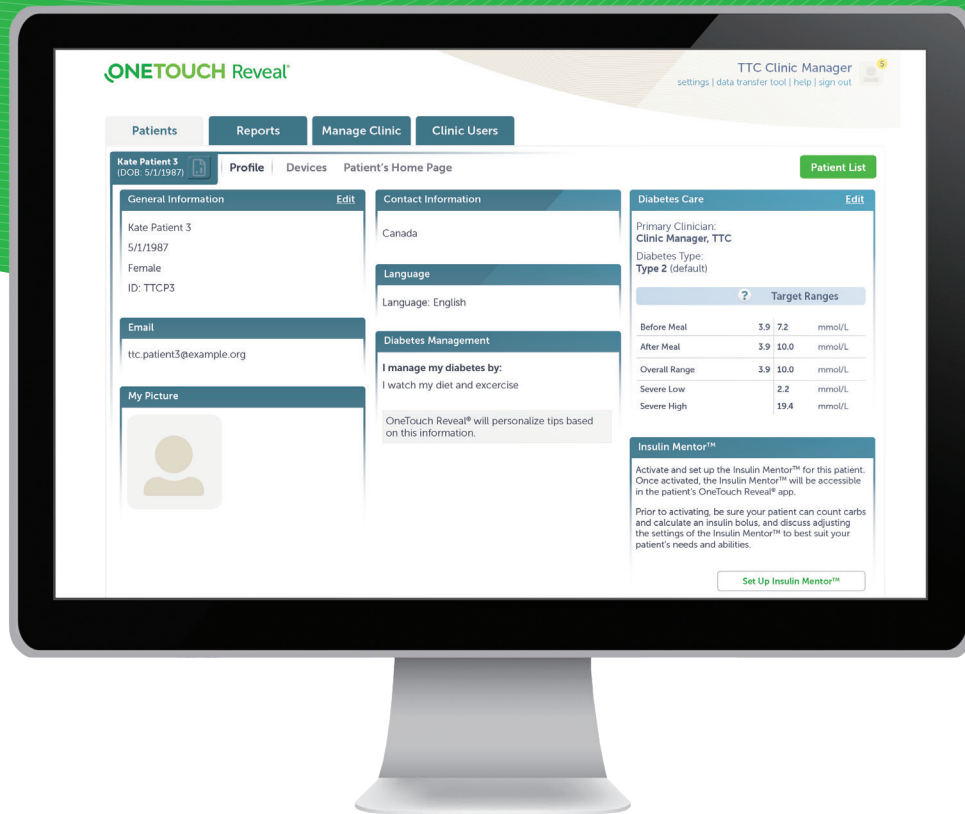 ONETOUCH Reveal®
TTC Clinic Manager
settings | data transfer tool | help | sign out
5
Patients
Reports
Manage Clinic
Clinic Users
Kate Patient 3
(DOB: 5/1/1987)
Profile
Devices
Patient's Home Page
Patient List
General Information
Edit
Kate Patient 3
5/1/1987
Female
ID: TTCP3
Email
ttc.patient3@example.org
My Picture
Contact Information
Canada
Language
Language: English
Diabetes Management
I manage my diabetes by:
I watch my diet and excercise
OneTouch Reveal® will personalize tips based
on this information.
Diabetes Care
Edit
Primary Clinician:
Clinic Manager, TTC
Diabetes Type:
Type 2 (default)
? Target Ranges
Before Meal 3.9 7.2 mmol/L
After Meal 3.9 10.0 mmol/L
Overall Range 3.9 10.0 mmol/L
Severe Low 2.2 mmol/L
Severe High 19.4 mmol/L
Insulin Mentor™
Activate and set up the Insulin Mentor™ for this patient.
Once activated, the Insulin Mentor™ will be accessible
in the patient's OneTouch Reveal® app.
Prior to activating, be sure your patient can count carbs
and calculate an insulin bolus, and discuss adjusting
the settings of the Insulin Mentor™ to best suit your
patient's needs and abilities.
Set Up Insulin Mentor™